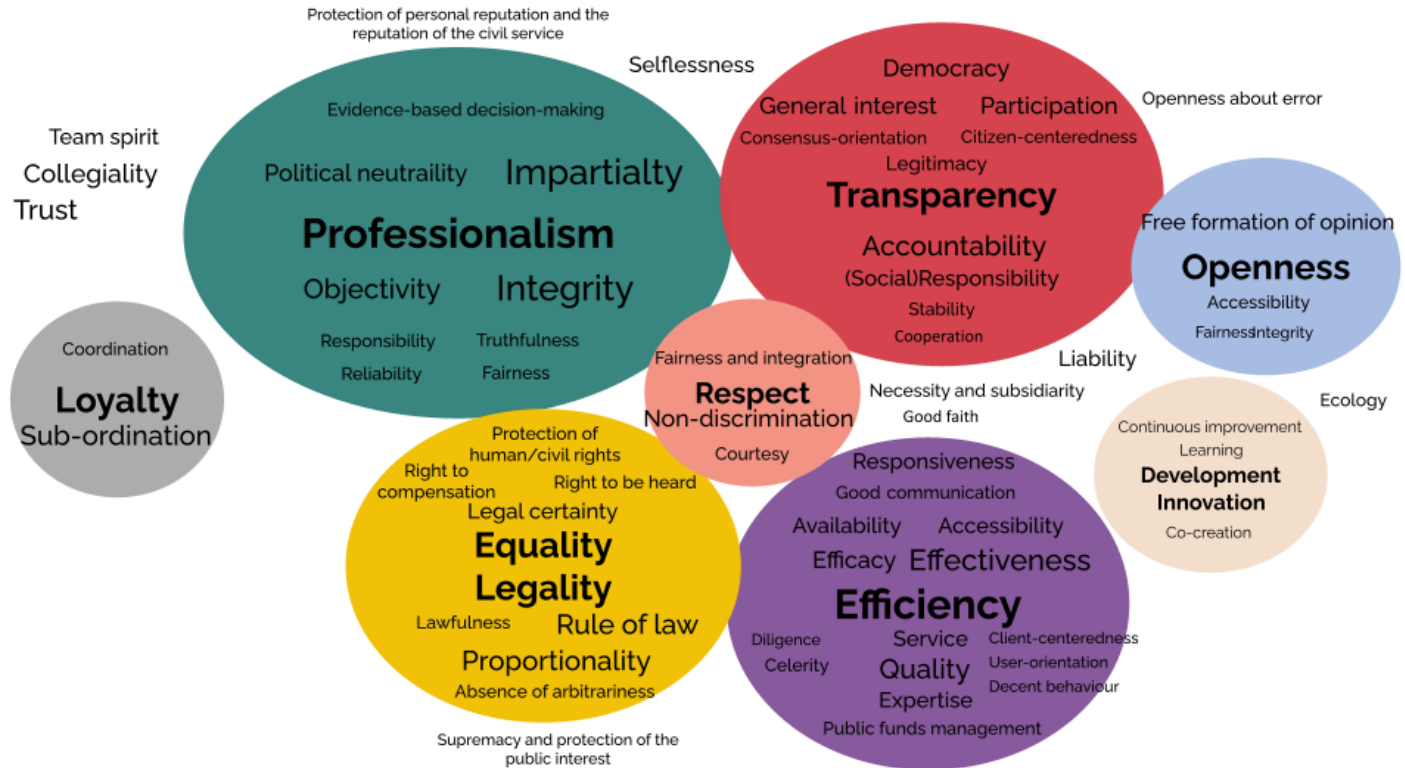 Protection of personal reputation and the
reputation of the civil service
Selflessness
Team spirit
Collegiality
Trust
Evidence-based decision-making
Political neutraility
Impartialty
Professionalism
Objectivity
Integrity
Responsibility
Truthfulness
Reliability
Fairness
Democracy
General interest
Participation
Consensus-orientation
Citizen-centeredness
Legitimacy
Transparency
Accountability
(Social)Responsibility
Stability
Cooperation
Openness about error
Free formation of opinion
Openness
Accessibility
Fairness
Integrity
Coordination
Loyalty
Sub-ordination
Fairness and integration
Respect
Non-discrimination
Courtesy
Liability
Necessity and subsidiarity
Good faith
Ecology
Continuous improvement
Learning
Development
Innovation
Co-creation
Protection of
human/civil rights
Right to
compensation
Right to be heard
Legal certainty
Equality
Legality
Lawfulness
Rule of law
Proportionality
Absence of arbitrariness
Supremacy and protection of the
public interest
Responsiveness
Good communication
Availability
Accessibility
Efficacy
Effectiveness
Efficiency
Diligence
Service
Client-centeredness
Celerity
Quality
User-orientation
Expertise
Decent behaviour
Public funds management